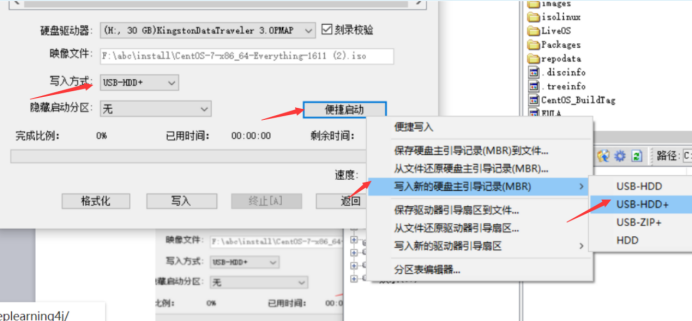 硬盘驱动器: (H:, 30 GB)KingstonDataTraveler 3.0PMAP 刻录校验
映像文件: F:\abc\install\CentOS-7-x86_64-Everything-1611 (2).iso
写入方式: USB-HDD+
隐藏启动分区: 无 便捷启动
完成比例: 0% 已用时间: 00:00:00 剩余时间:
速度:
格式化 写入 终止[A] 返回
便捷写入
保存硬盘主引导记录(MBR)到文件...
从文件还原硬盘主引导记录(MBR)...
写入新的硬盘主引导记录(MBR)
保存驱动器引导扇区到文件...
从文件还原驱动器引导扇区...
写入新的驱动器引导扇区
分区表编辑器...
USB-HDD
USB-HDD+
USB-ZIP+
HDD
images
isolinux
LiveOS
Packages
repodata
.discinfo
.treeinfo
CentOS_BuildTag
EULA
路径: C:
映像文件: F:\abc\install\CentOS-7-x86_64-E
写入方式: USB-HDD+
隐藏启动分区: 无
比例: 0% 已用时间: 00:0
eplearning4j/